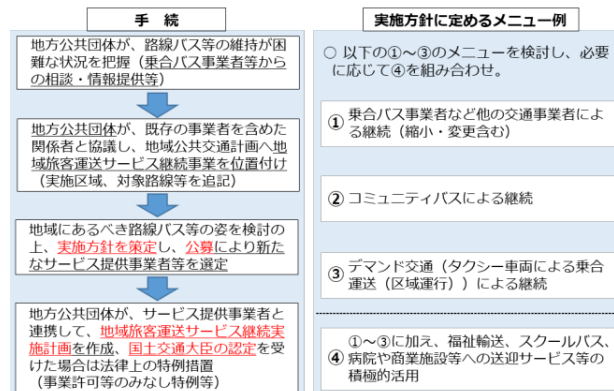 手 続
地方公共団体が、路線バス等の維持が困
難な状況を把握（乗合バス事業者等から
の相談・情報提供等）
地方公共団体が、既存の事業者を含めた
関係者と協議し、地域公共交通計画へ地
域旅客運送サービス継続事業を位置付け
（実施区域、対象路線等を追記）
地域にあるべき路線バス等の姿を検討の
上、実施方針を策定し、公募により新た
なサービス提供事業者等を選定
地方公共団体が、サービス提供事業者と
連携して、地域旅客運送サービス継続実
施計画を作成、国土交通大臣の認定を受
けた場合は法律上の特例措置
（事業許可等のみなし特例等）
実施方針に定めるメニュー例
○ 以下の①～③のメニューを検討し、必要
に応じて④を組み合わせ。
① 乗合バス事業者など他の交通事業者によ
る継続（縮小・変更含む）
② コミュニティバスによる継続
③ デマンド交通（タクシー車両による乗合
運送（区域運行））による継続
①～③に加え、福祉輸送、スクールバス、
④ 病院や商業施設等への送迎サービス等の
積極的活用